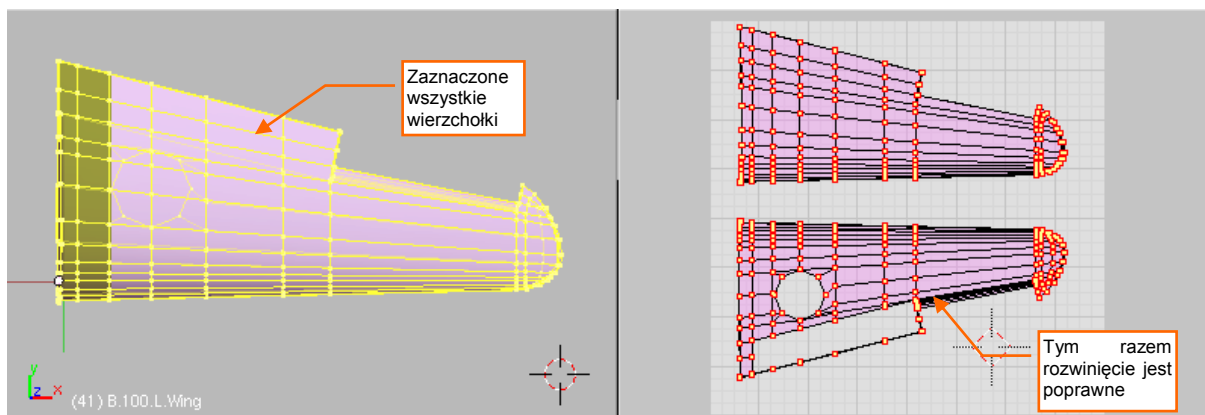 Zaznaczone
wszystkie
wierzchołki
Tym razem
rozwinięcie jest
poprawne
y
z x
(41) B.100.L.Wing